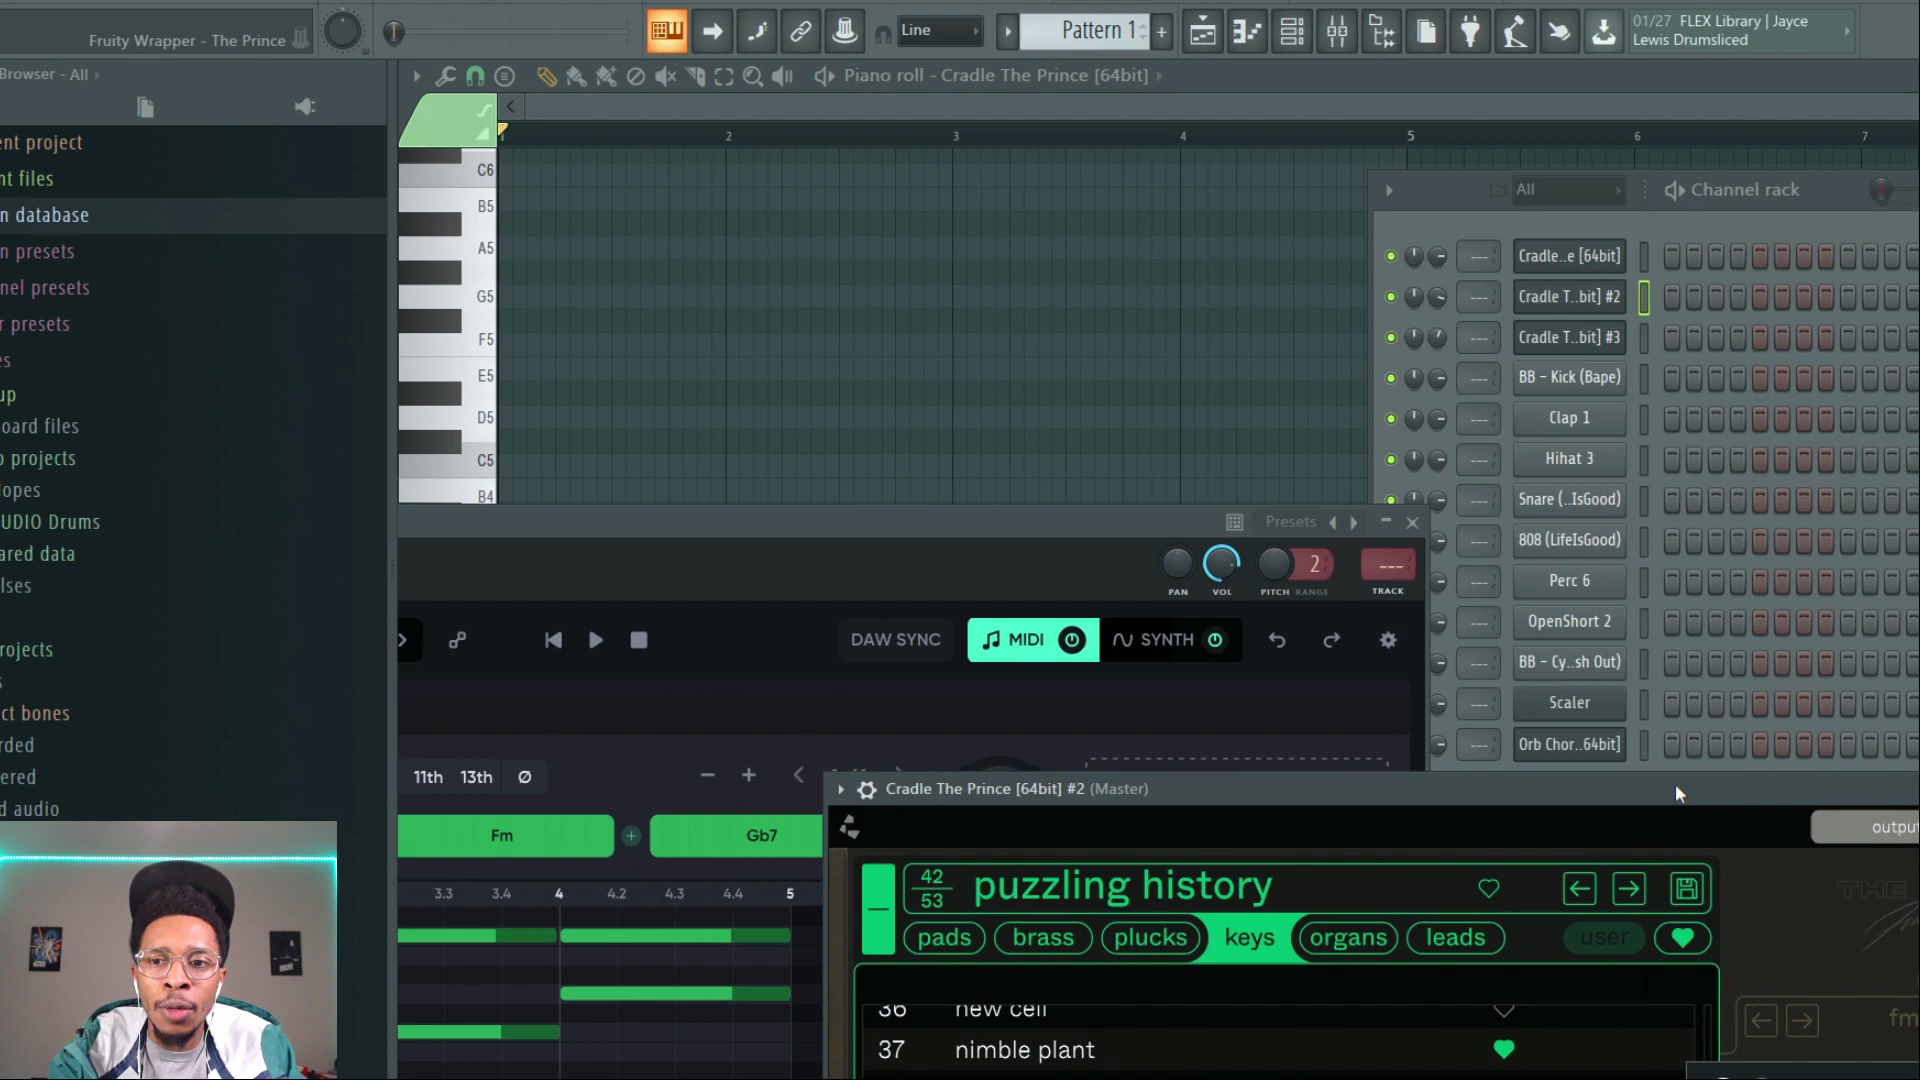 Fruity Wrapper - The Prince
Line
Pattern 1
+
01/27 FLEX Library | Jayce
Lewis Drumsliced
Browser - All
Piano roll - Cradle The Prince [64bit]
ent project
nt files
n database
n presets
nel presets
r presets
es
up
oard files
o projects
lopes
UDIO Drums
ared data
lses
rojects
s
ct bones
rded
ered
d audio
2 3 4 5 6 7
C6
B5
A5
G5
F5
E5
D5
C5
B4
All
Channel rack
Cradle..e [64bit]
Cradle T..bit] #2
Cradle T..bit] #3
BB - Kick (Bape)
Clap 1
Hihat 3
Snare (..IsGood)
808 (LifeIsGood)
Perc 6
OpenShort 2
BB - Cy..sh Out)
Scaler
Orb Chor..64bit]
Presets
2
---
PAN VOL PITCH RANGE TRACK
DAW SYNC
MIDI
SYNTH
11th 13th Ø
Fm
+
Gb7
3.3 3.4 4 4.2 4.3 4.4 5
Cradle The Prince [64bit] #2 (Master)
output
THE
42
53
puzzling history
pads brass plucks keys organs leads user
36 new cell
37 nimble plant
fm